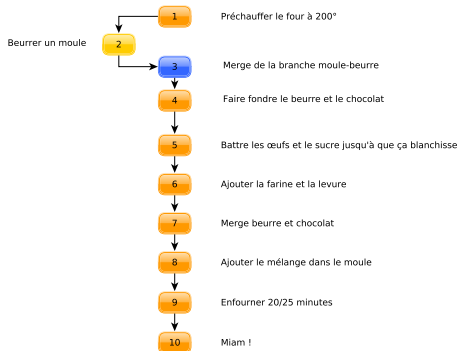 1 Préchauffer le four à 200°
Beurrer un moule 2
3 Merge de la branche moule-beurre
4 Faire fondre le beurre et le chocolat
5 Battre les œufs et le sucre jusqu'à que ça blanchisse
6 Ajouter la farine et la levure
7 Merge beurre et chocolat
8 Ajouter le mélange dans le moule
9 Enfourner 20/25 minutes
10 Miam !